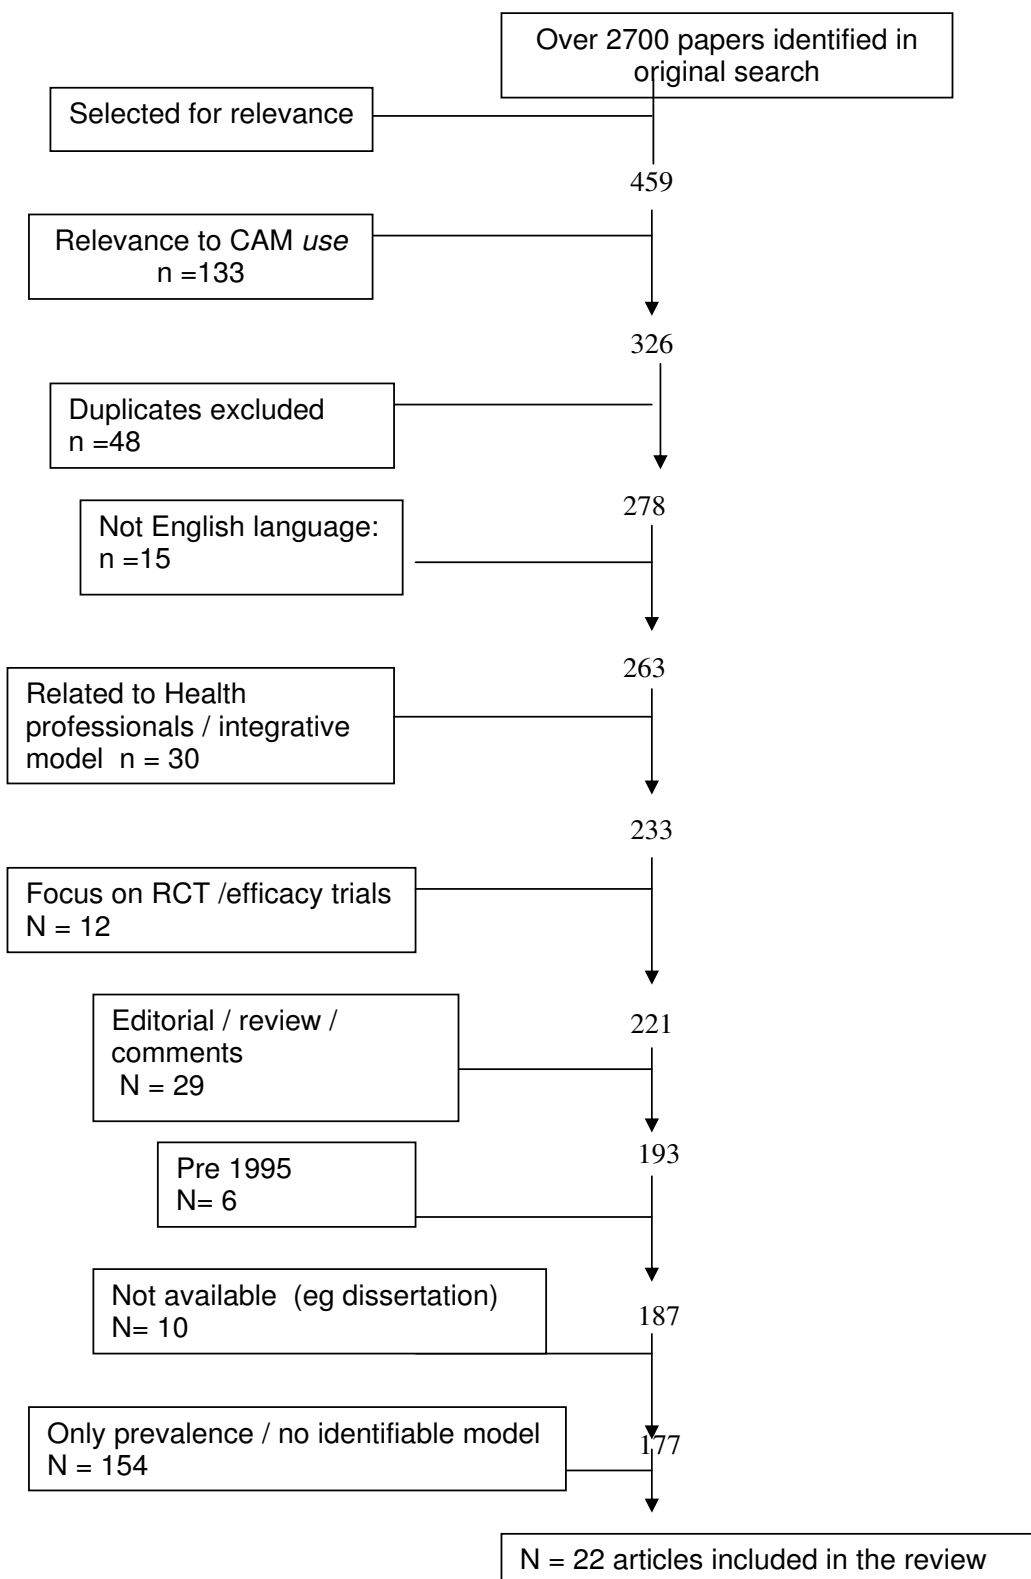 Over 2700 papers identified in
original search
Selected for relevance
459
Relevance to CAM use
n =133
326
Duplicates excluded
n =48
278
Not English language:
n =15
263
Related to Health
professionals / integrative
model n = 30
233
Focus on RCT /efficacy trials
N = 12
221
Editorial / review /
comments
N = 29
193
Pre 1995
N= 6
187
Not available (eg dissertation)
N= 10
177
Only prevalence / no identifiable model
N = 154
N = 22 articles included in the review